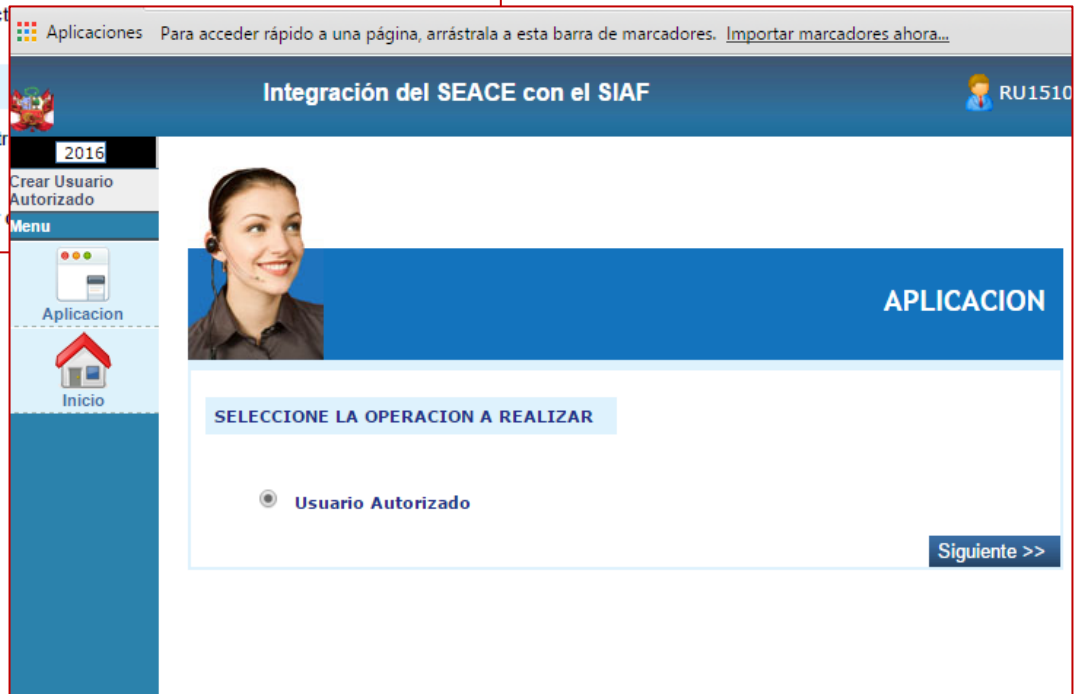 Aplicaciones Para acceder rápido a una página, arrástrala a esta barra de marcadores. Importar marcadores ahora...
Integración del SEACE con el SIAF
RU1510
2016
Crear Usuario
Autorizado
Menu
Aplicacion
Inicio
APLICACION
SELECCIONE LA OPERACION A REALIZAR
Usuario Autorizado
Siguiente >>